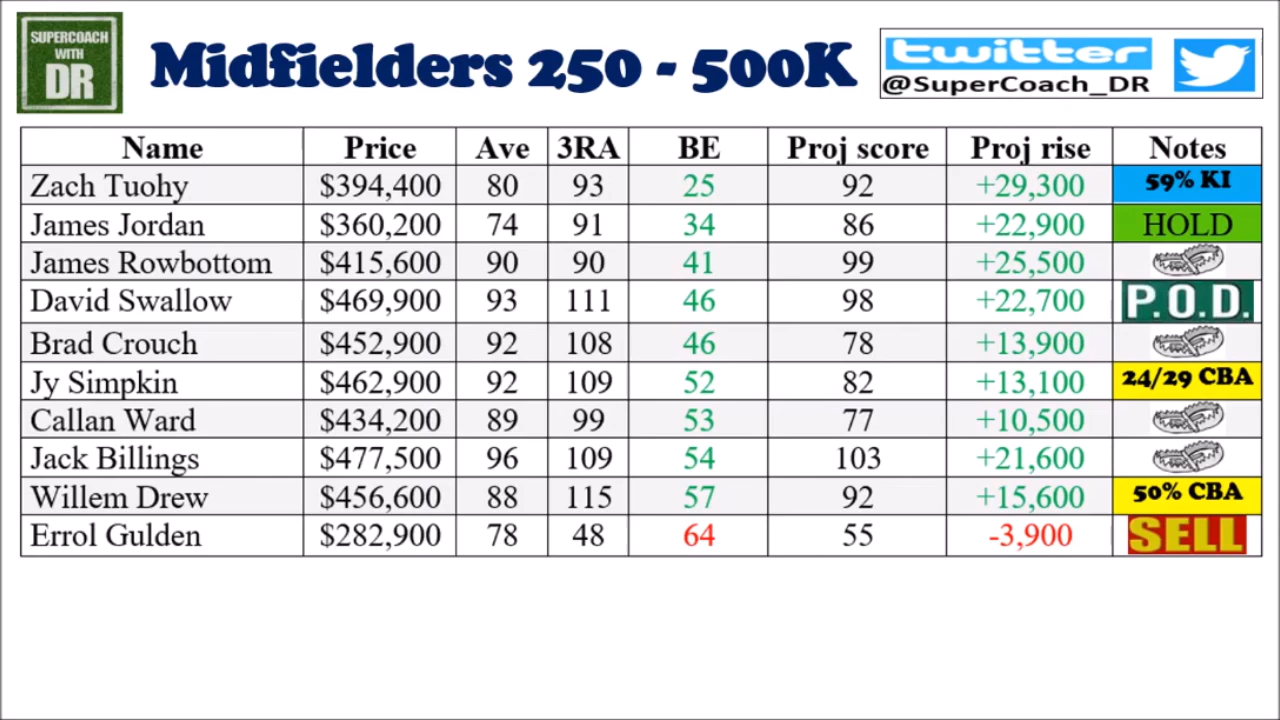 SUPERCOACH
WITH
DR
Midfielders 250 - 500K
twitter
@SuperCoach_DR
Name Price Ave 3RA BE Proj score Proj rise Notes
Zach Tuohy $394,400 80 93 25 92 +29,300 59% KI
James Jordan $360,200 74 91 34 86 +22,900 HOLD
James Rowbottom $415,600 90 90 41 99 +25,500
David Swallow $469,900 93 111 46 98 +22,700 P.O.D.
Brad Crouch $452,900 92 108 46 78 +13,900
Jy Simpkin $462,900 92 109 52 82 +13,100 24/29 CBA
Callan Ward $434,200 89 99 53 77 +10,500
Jack Billings $477,500 96 109 54 103 +21,600
Willem Drew $456,600 88 115 57 92 +15,600 50% CBA
Errol Gulden $282,900 78 48 64 55 -3,900 SELL